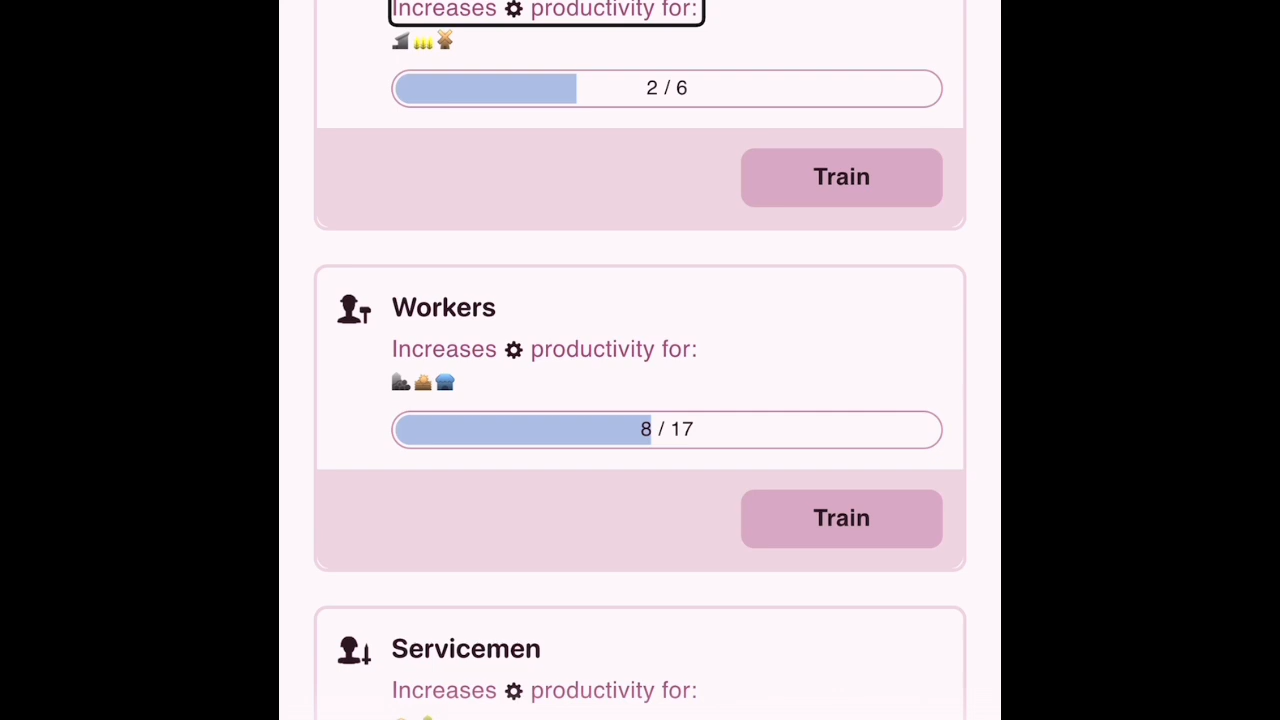 Increases productivity for:
2 / 6
Train
Workers
Increases productivity for:
8 / 17
Train
Servicemen
Increases productivity for: